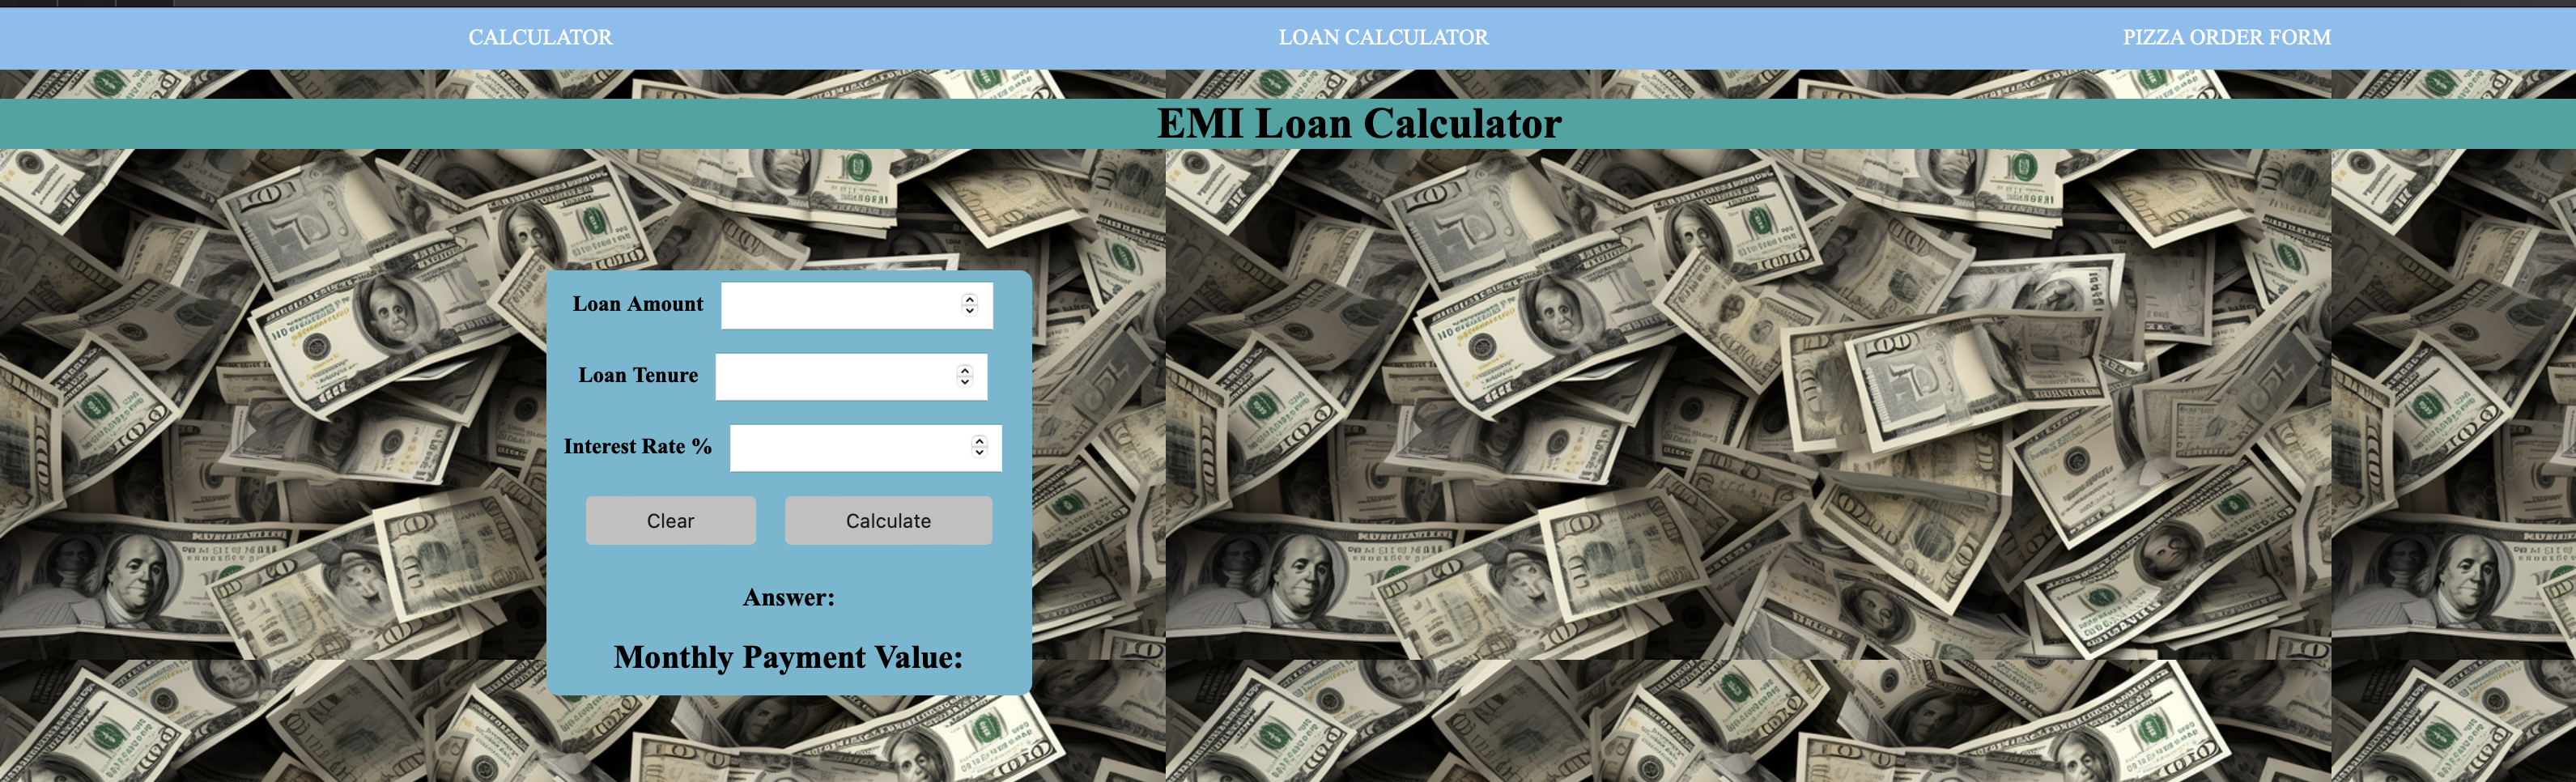 CALCULATOR LOAN CALCULATOR PIZZA ORDER FORM
EMI Loan Calculator
Loan Amount
Loan Tenure
Interest Rate %
Clear Calculate
Answer:
Monthly Payment Value: